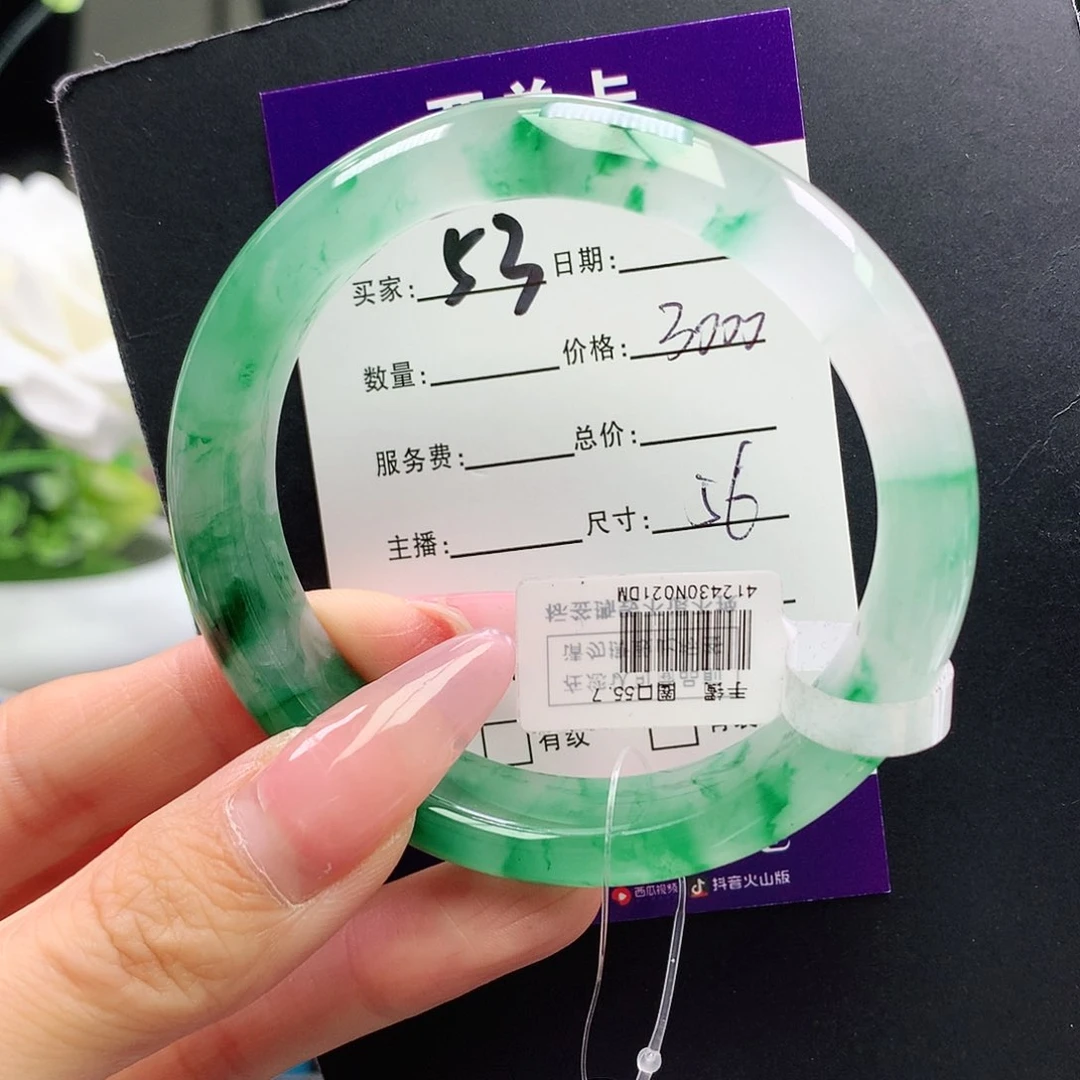 买家: 53 日期:
数量: 价格: 3000
服务费: 总价:
主播: 尺寸: 56
412430N021DM
手镯 圈口55.7
有纹
西瓜视频 抖音火山版